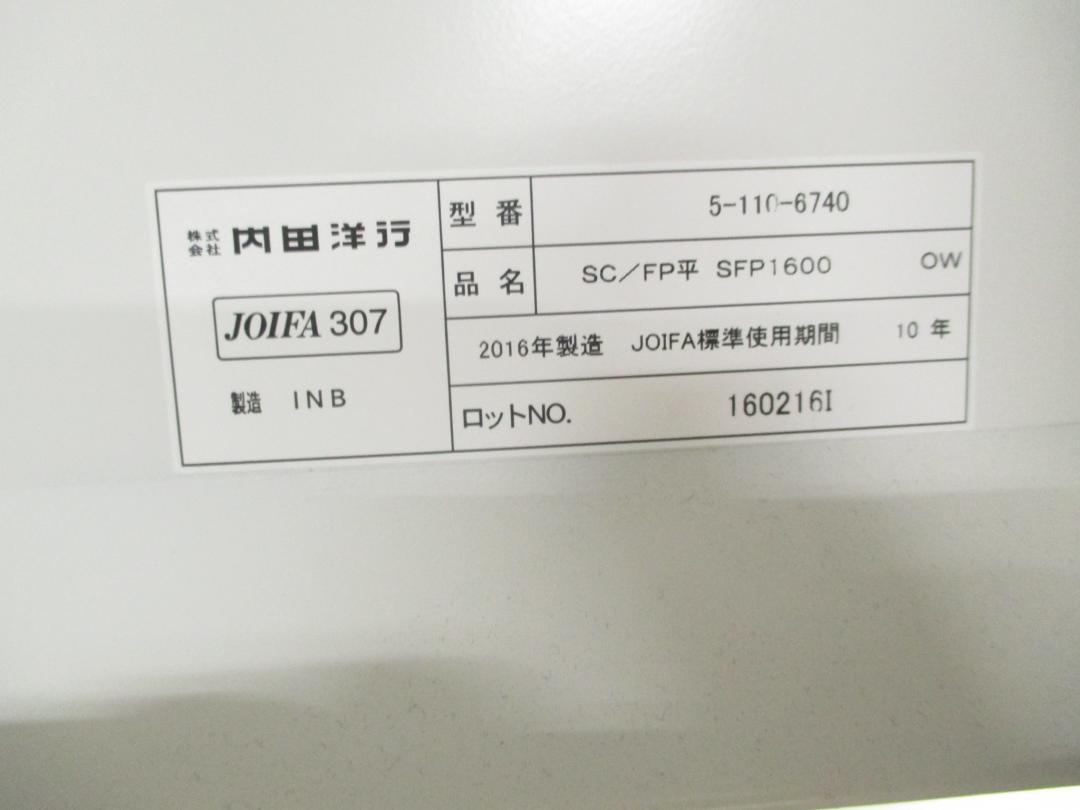 株式会社 内田洋行
JOIFA 307
製造 INB
型番 5-110-6740
品名 SC／FP平 SFP1600 OW
2016年製造 JOIFA標準使用期間 10年
ロットNO. 160216I